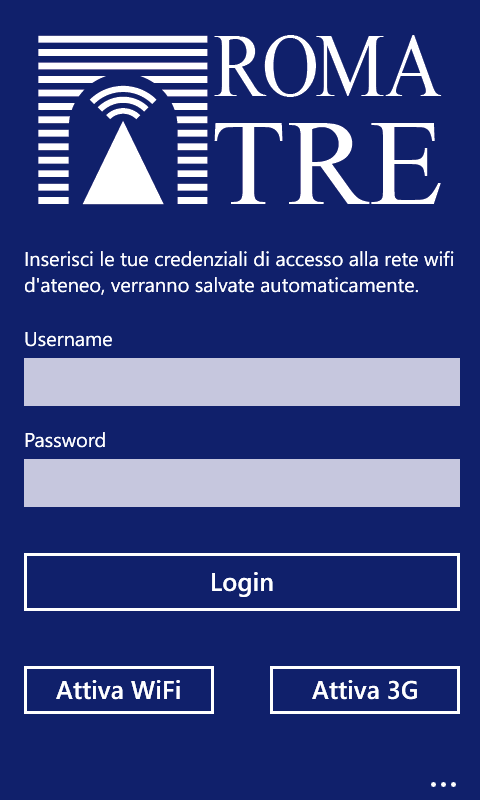 ROMA
TRE
Inserisci le tue credenziali di accesso alla rete wifi
d'ateneo, verranno salvate automaticamente.
Username
Password
Login
Attiva WiFi
Attiva 3G